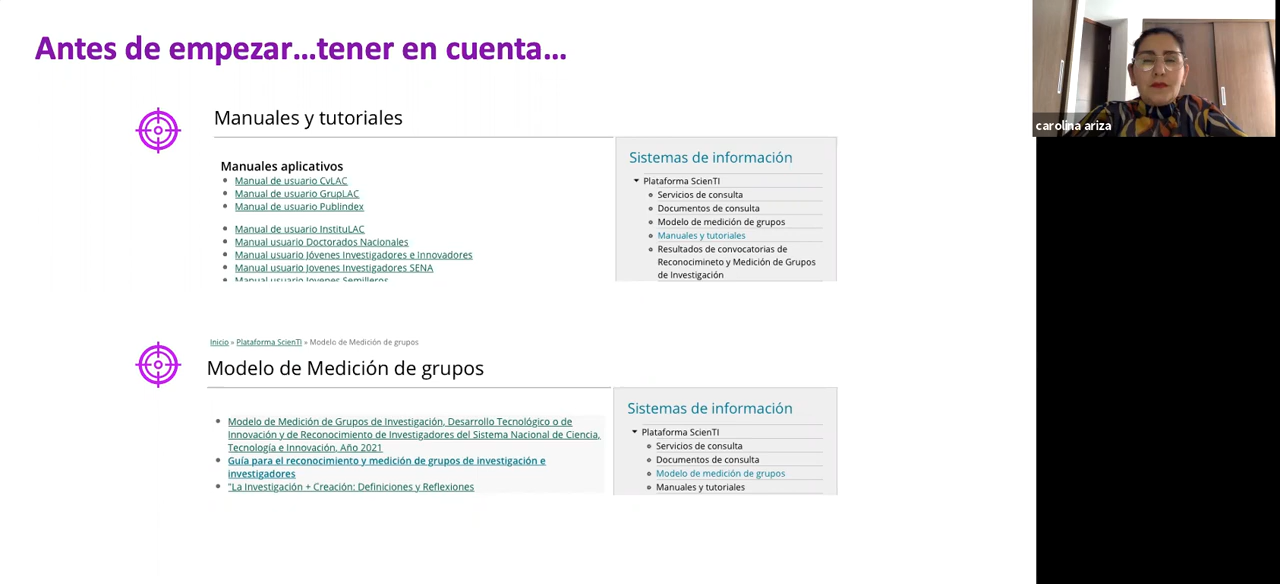 Antes de empezar...tener en cuenta...
Manuales y tutoriales
Manuales aplicativos
Manual de usuario CvLAC
Manual de usuario GrupLAC
Manual de usuario Publindex
Manual de usuario InstituLAC
Manual usuario Doctorados Nacionales
Manual usuario Jóvenes Investigadores e Innovadores
Manual usuario Jovenes Investigadores SENA
Manual usuario Jovenes Semilleros
Sistemas de información
Plataforma ScienTI
Servicios de consulta
Documentos de consulta
Modelo de medición de grupos
Manuales y tutoriales
Resultados de convocatorias de
Reconocimineto y Medición de Grupos
de Investigación
Inicio » Plataforma ScienTI » Modelo de Medición de grupos
Modelo de Medición de grupos
Modelo de Medición de Grupos de Investigación, Desarrollo Tecnológico o de
Innovación y de Reconocimiento de Investigadores del Sistema Nacional de Ciencia,
Tecnología e Innovación, Año 2021
Guía para el reconocimiento y medición de grupos de investigación e
investigadores
"La Investigación + Creación: Definiciones y Reflexiones
Sistemas de información
Plataforma ScienTI
Servicios de consulta
Documentos de consulta
Modelo de medición de grupos
Manuales y tutoriales
carolina ariza